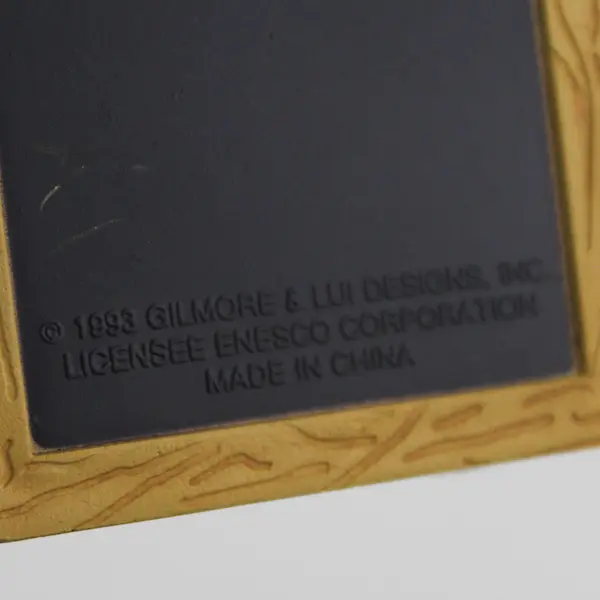 © 1993 GILMORE & LUI DESIGNS, INC.
LICENSEE ENESCO CORPORATION
MADE IN CHINA